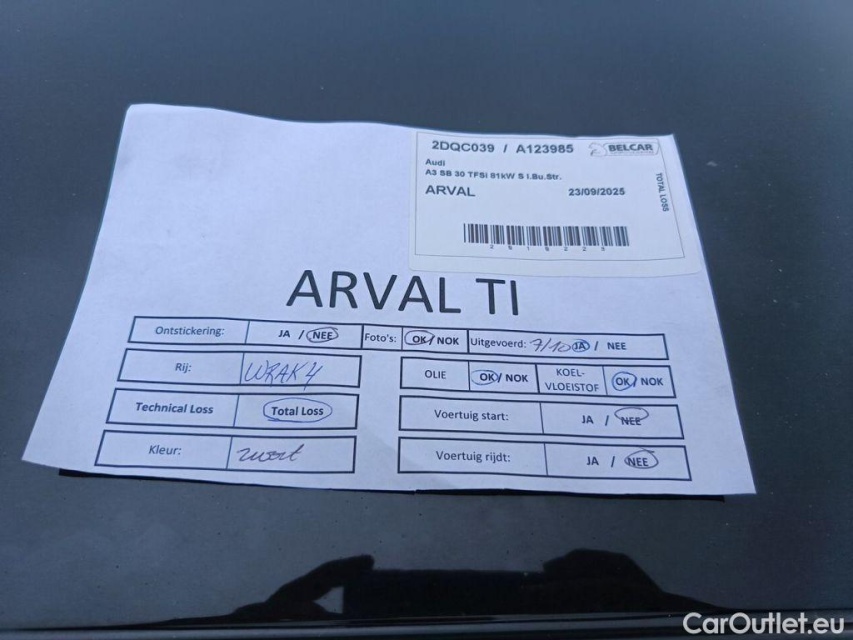 2DQC039 / A123985 BELCAR
Audi
A3 SB 30 TFSI 81kW S l.Bu.Str.
ARVAL 23/09/2025
TOTAL LOSS
ARVAL TI
Ontstickering: JA / NEE Foto's: OK/ NOK Uitgevoerd: 7/10 JA / NEE
Rij: WRAK 4 OLIE OK/ NOK KOEL-
VLOEISTOF OK/ NOK
Technical Loss Total Loss Voertuig start: JA / NEE
Kleur: zwart Voertuig rijdt: JA / NEE
CarOutlet.eu